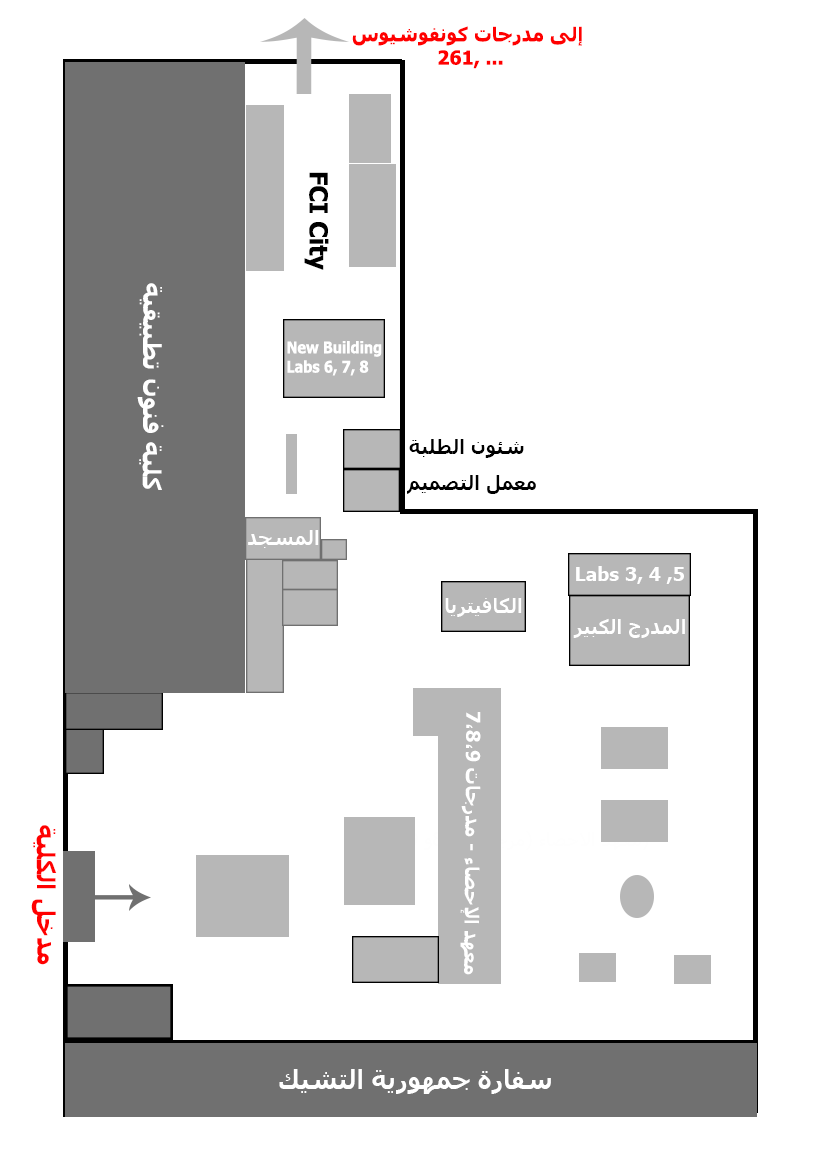 إلى مدرجات كونفوشيوس
261, ...
FCI City
كلية فنون تطبيقية
New Building
Labs 6, 7, 8
شئون الطلبة
معمل التصميم
المسجد
Labs 3, 4 ,5
الكافيتريا
المدرج الكبير
معهد الإحصاء - مدرجات 7،8،9
مدخل الكلية
سفارة جمهورية التشيك